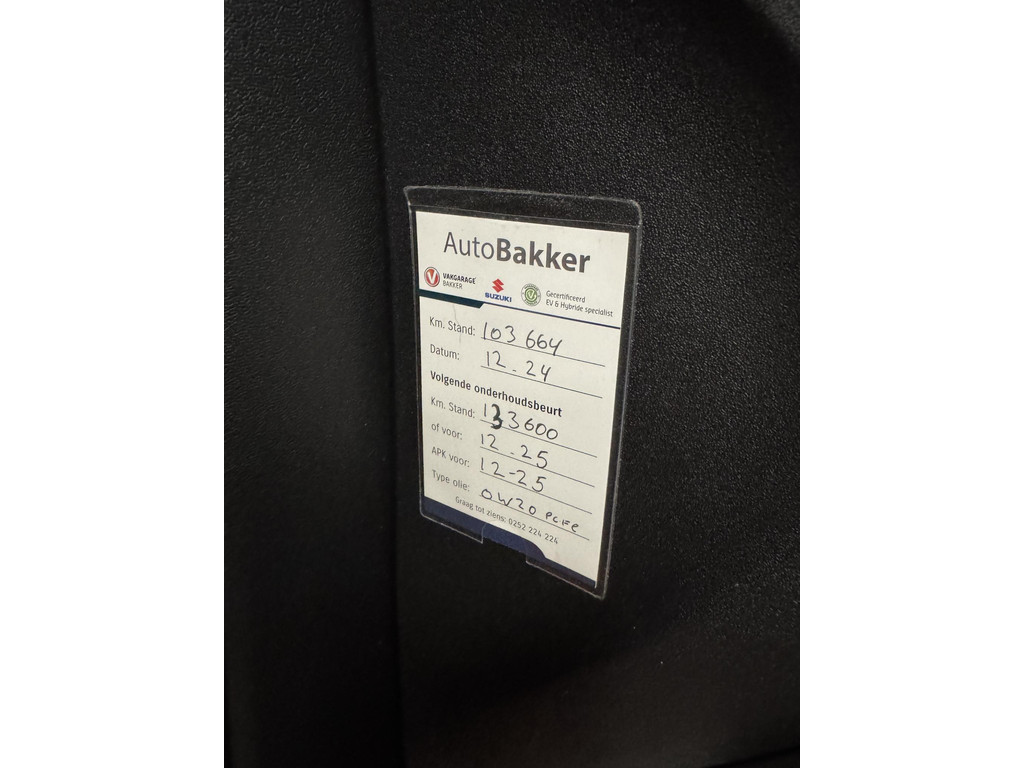 AutoBakker
VAKGARAGE
BAKKER
SUZUKI
Gecertificeerd
EV & Hybride specialist
Km. Stand: 103 664
Datum: 12-24
Volgende onderhoudsbeurt
Km. Stand: 133600
of voor: 12-25
APK voor: 12-25
Type olie: 0W20
Graag tot ziens: 0252 224 224